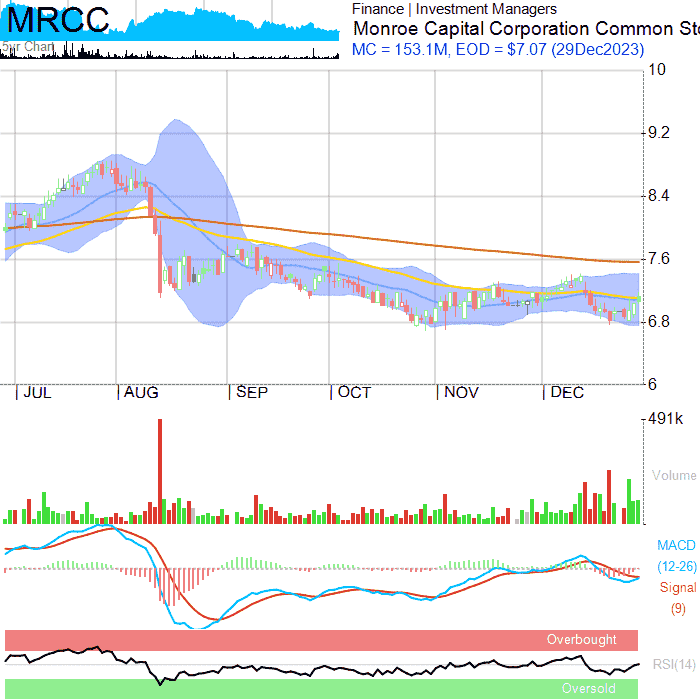 MRCC
5yr Chart
Finance | Investment Managers
Monroe Capital Corporation Common Sto
MC = 153.1M, EOD = $7.07 (29Dec2023)
10
9.2
8.4
7.6
6.8
6
JUL AUG SEP OCT NOV DEC
491k
Volume
MACD
(12-26)
Signal
(9)
Overbought
RSI(14)
Oversold